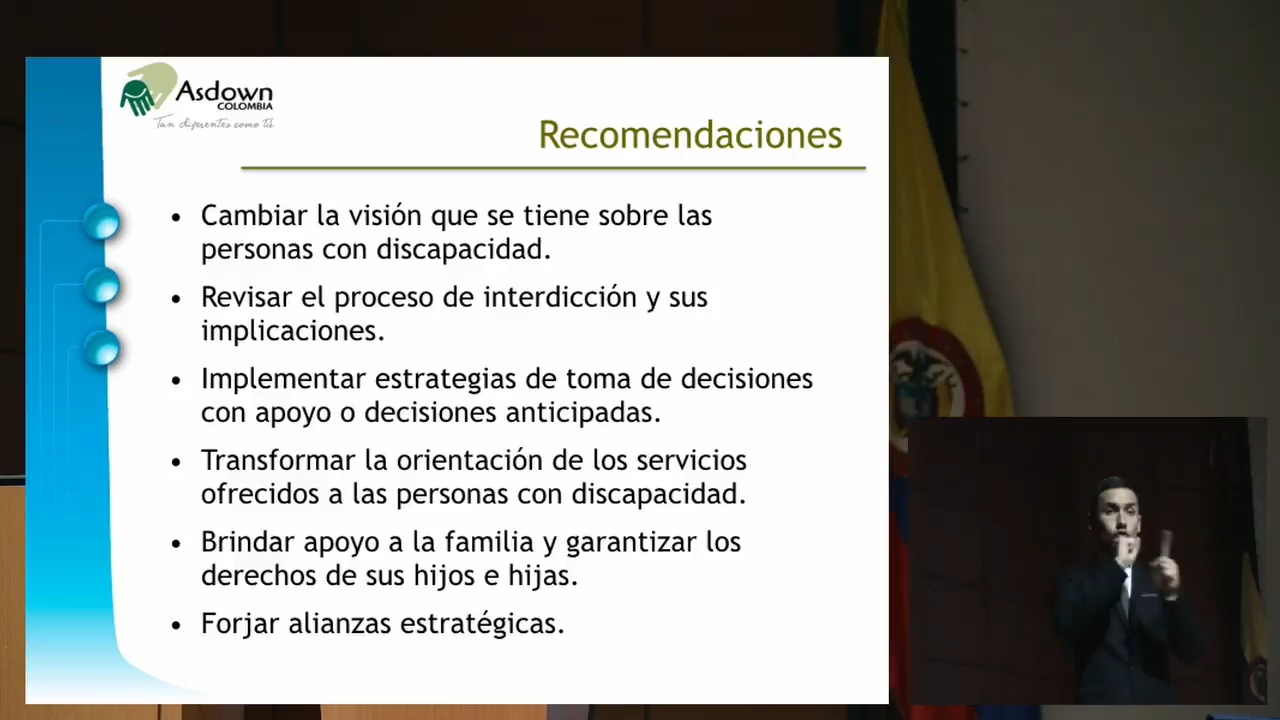 Asdown
COLOMBIA
Tan diferentes como tú
Recomendaciones
• Cambiar la visión que se tiene sobre las
personas con discapacidad.
• Revisar el proceso de interdicción y sus
implicaciones.
• Implementar estrategias de toma de decisiones
con apoyo o decisiones anticipadas.
• Transformar la orientación de los servicios
ofrecidos a las personas con discapacidad.
• Brindar apoyo a la familia y garantizar los
derechos de sus hijos e hijas.
• Forjar alianzas estratégicas.